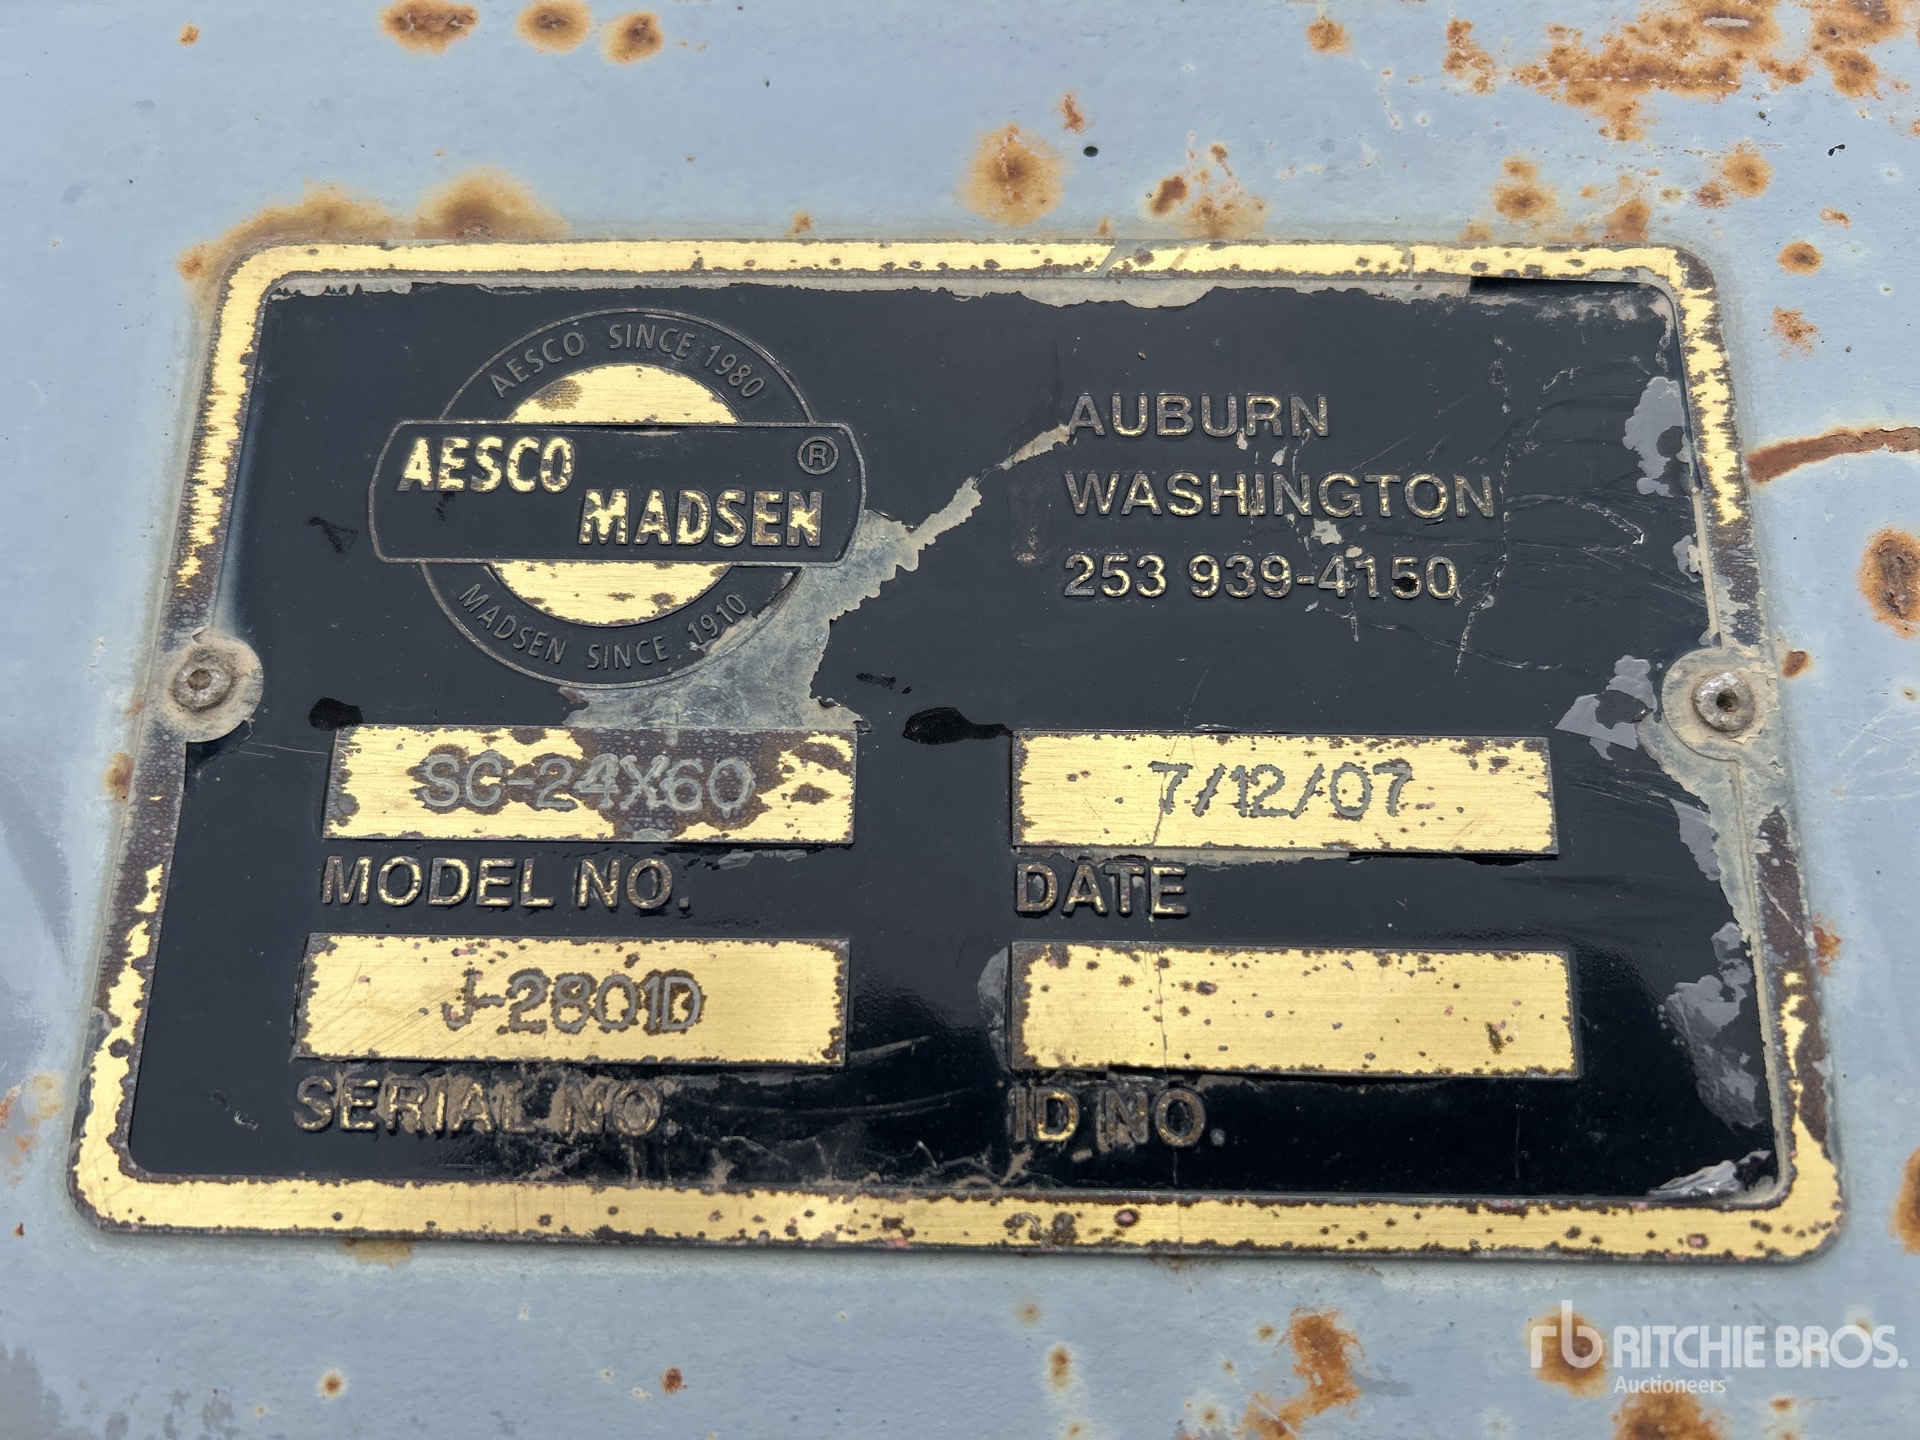 AESCO SINCE 1980
AESCO
MADSEN
®
MADSEN SINCE 1910
AUBURN
WASHINGTON
253 939-4150
SC-24X60
MODEL NO.
7/12/07
DATE
J-2801D
SERIAL NO.
ID NO.
rb RITCHIE BROS.
Auctioneers